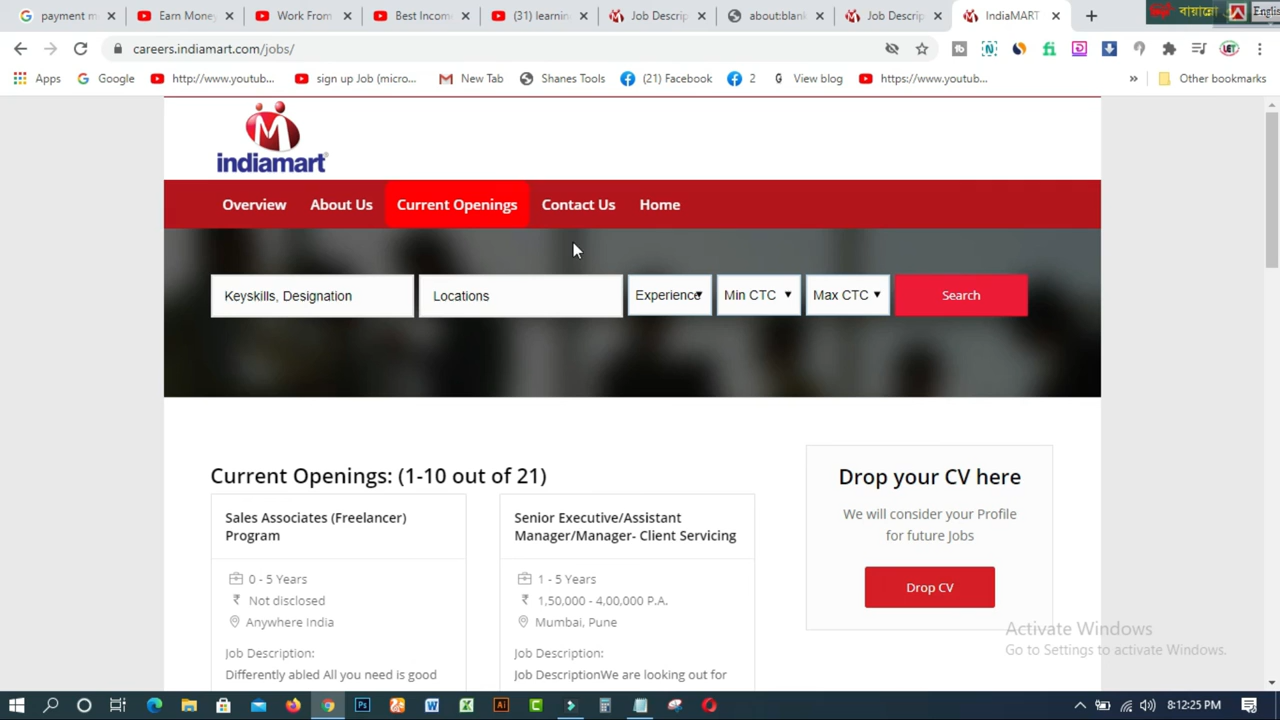 payment m
Earn Mone
Work From
Best Incom
(31) learnin
Job Descrip
about:blan
Job Descrip
IndiaMART
বায়ান্নো
Englis
careers.indiamart.com/jobs/
Apps
Google
http://www.youtub...
sign up Job (micro...
New Tab
Shanes Tools
(21) Facebook
2
View blog
https://www.youtub...
Other bookmarks
indiamart
Overview
About Us
Current Openings
Contact Us
Home
Keyskills, Designation
Locations
Experience
Min CTC
Max CTC
Search
Current Openings: (1-10 out of 21)
Drop your CV here
We will consider your Profile
for future Jobs
Drop CV
Sales Associates (Freelancer)
Program
0 - 5 Years
₹ Not disclosed
Anywhere India
Job Description:
Differently abled All you need is good
Senior Executive/Assistant
Manager/Manager- Client Servicing
1 - 5 Years
₹ 1,50,000 - 4,00,000 P.A.
Mumbai, Pune
Job Description:
Job DescriptionWe are looking out for
Activate Windows
Go to Settings to activate Windows.
8:12:25 PM